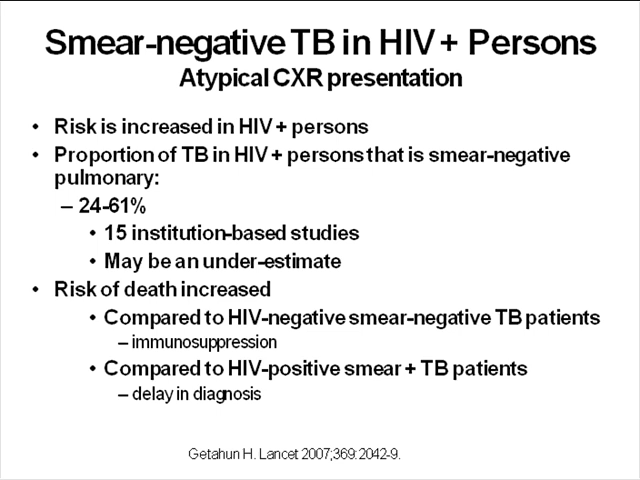 Smear-negative TB in HIV + Persons
Atypical CXR presentation
• Risk is increased in HIV + persons
• Proportion of TB in HIV + persons that is smear-negative
pulmonary:
– 24-61%
• 15 institution-based studies
• May be an under-estimate
• Risk of death increased
• Compared to HIV-negative smear-negative TB patients
– immunosuppression
• Compared to HIV-positive smear + TB patients
– delay in diagnosis
Getahun H. Lancet 2007;369:2042-9.